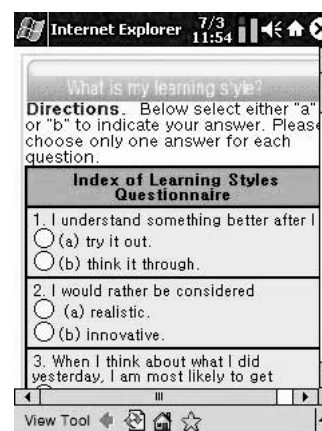 Internet Explorer 7/3 11:54
What is my learning style?
Directions. Below select either "a"
or "b" to indicate your answer. Please
choose only one answer for each
question.
Index of Learning Styles
Questionnaire
1. I understand something better after I
(a) try it out.
(b) think it through.
2. I would rather be considered
(a) realistic.
(b) innovative.
3. When I think about what I did
yesterday, I am most likely to get
View Tool